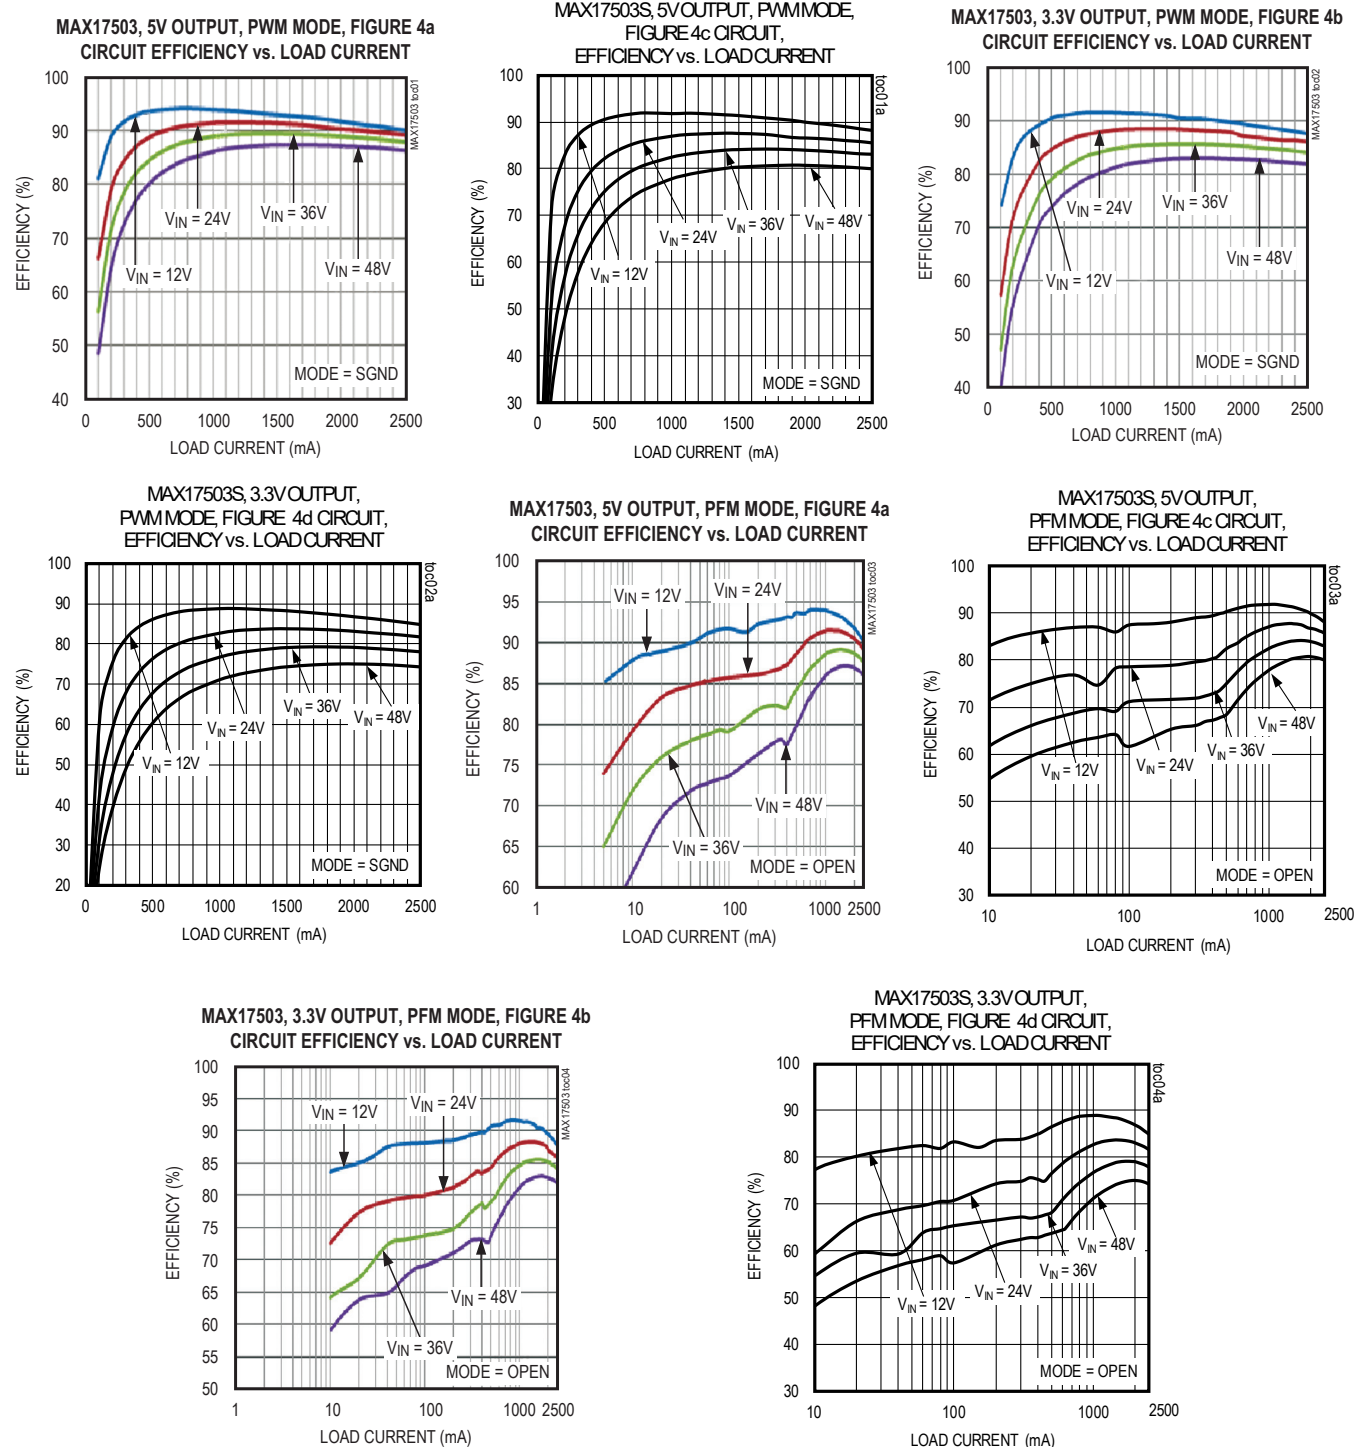 MAX17503, 5V OUTPUT, PWM MODE, FIGURE 4a
CIRCUIT EFFICIENCY vs. LOAD CURRENT
MAX17503 toc01
EFFICIENCY (%)
100
90
80
70
60
50
40
VIN = 12V
VIN = 24V
VIN = 36V
VIN = 48V
MODE = SGND
0 500 1000 1500 2000 2500
LOAD CURRENT (mA)
MAX17503S, 5V OUTPUT, PWM MODE,
FIGURE 4c CIRCUIT,
EFFICIENCY vs. LOAD CURRENT
toc01a
EFFICIENCY (%)
100
90
80
70
60
50
40
30
VIN = 12V
VIN = 24V
VIN = 36V
VIN = 48V
MODE = SGND
0 500 1000 1500 2000 2500
LOAD CURRENT (mA)
MAX17503, 3.3V OUTPUT, PWM MODE, FIGURE 4b
CIRCUIT EFFICIENCY vs. LOAD CURRENT
MAX17503 toc02
EFFICIENCY (%)
100
90
80
70
60
50
40
VIN = 12V
VIN = 24V
VIN = 36V
VIN = 48V
MODE = SGND
0 500 1000 1500 2000 2500
LOAD CURRENT (mA)
MAX17503S, 3.3V OUTPUT,
PWM MODE, FIGURE 4d CIRCUIT,
EFFICIENCY vs. LOAD CURRENT
toc02a
EFFICIENCY (%)
100
90
80
70
60
50
40
30
20
VIN = 12V
VIN = 24V
VIN = 36V
VIN = 48V
MODE = SGND
0 500 1000 1500 2000 2500
LOAD CURRENT (mA)
MAX17503, 5V OUTPUT, PFM MODE, FIGURE 4a
CIRCUIT EFFICIENCY vs. LOAD CURRENT
MAX17503 toc03
EFFICIENCY (%)
100
95
90
85
80
75
70
65
60
VIN = 12V
VIN = 24V
VIN = 48V
VIN = 36V
MODE = OPEN
1 10 100 1000 2500
LOAD CURRENT (mA)
MAX17503S, 5V OUTPUT,
PFM MODE, FIGURE 4c CIRCUIT,
EFFICIENCY vs. LOAD CURRENT
toc03a
EFFICIENCY (%)
100
90
80
70
60
50
40
30
VIN = 12V
VIN = 24V
VIN = 36V
VIN = 48V
MODE = OPEN
10 100 1000 2500
LOAD CURRENT (mA)
MAX17503, 3.3V OUTPUT, PFM MODE, FIGURE 4b
CIRCUIT EFFICIENCY vs. LOAD CURRENT
MAX17503 toc04
EFFICIENCY (%)
100
95
90
85
80
75
70
65
60
55
50
VIN = 12V
VIN = 24V
VIN = 48V
VIN = 36V
MODE = OPEN
1 10 100 1000 2500
LOAD CURRENT (mA)
MAX17503S, 3.3V OUTPUT,
PFM MODE, FIGURE 4d CIRCUIT,
EFFICIENCY vs. LOAD CURRENT
toc04a
EFFICIENCY (%)
100
90
80
70
60
50
40
30
VIN = 12V
VIN = 24V
VIN = 36V
VIN = 48V
MODE = OPEN
10 100 1000 2500
LOAD CURRENT (mA)